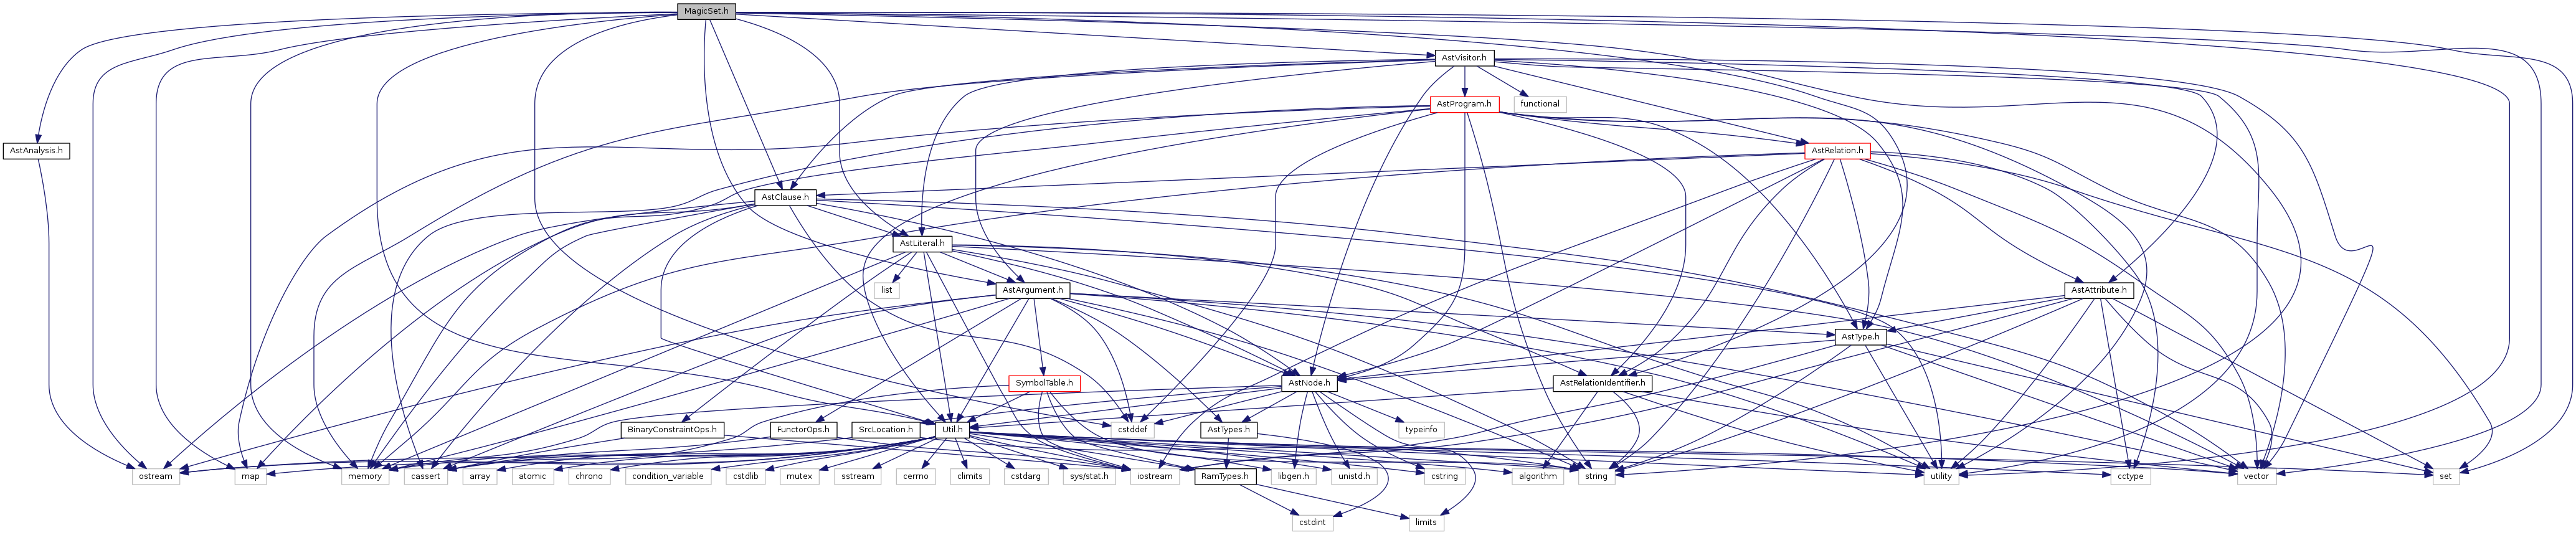 MagicSet.h
AstVisitor.h
AstProgram.h
functional
AstAnalysis.h
AstRelation.h
AstClause.h
AstLiteral.h
list
AstArgument.h
AstAttribute.h
AstType.h
SymbolTable.h
AstNode.h
AstRelationIdentifier.h
BinaryConstraintOps.h
FunctorOps.h
SrcLocation.h
Util.h
cstddef
AstTypes.h
typeinfo
ostream
map
memory
cassert
array
atomic
chrono
condition_variable
cstdlib
mutex
sstream
cerrno
climits
cstdarg
sys/stat.h
iostream
RamTypes.h
libgen.h
unistd.h
cstring
algorithm
string
utility
cctype
vector
set
cstdint
limits